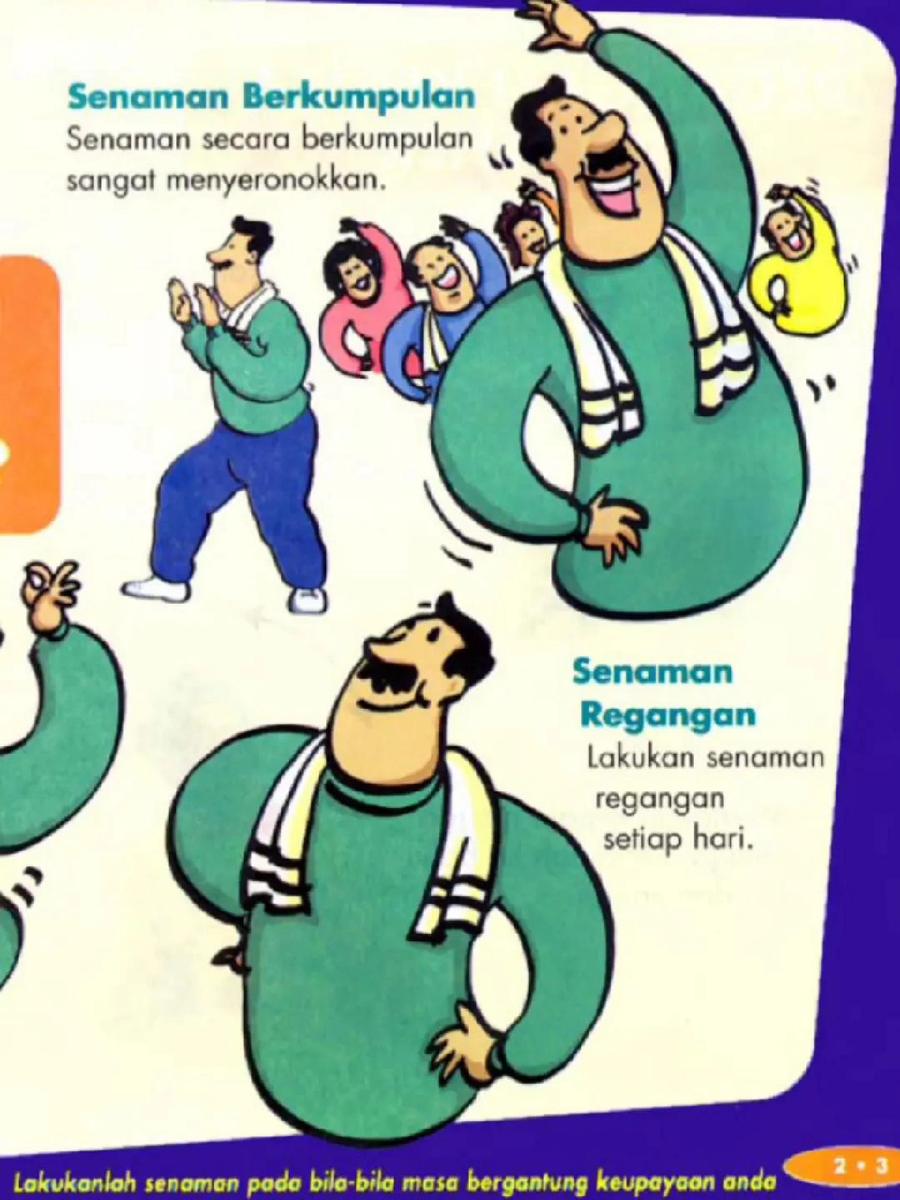 Senaman Berkumpulan
Senaman secara berkumpulan
sangat menyeronokkan.
Senaman
Regangan
Lakukan senaman
regangan
setiap hari.
Lakukanlah senaman pada bila-bila masa bergantung keupayaan anda
2 • 3